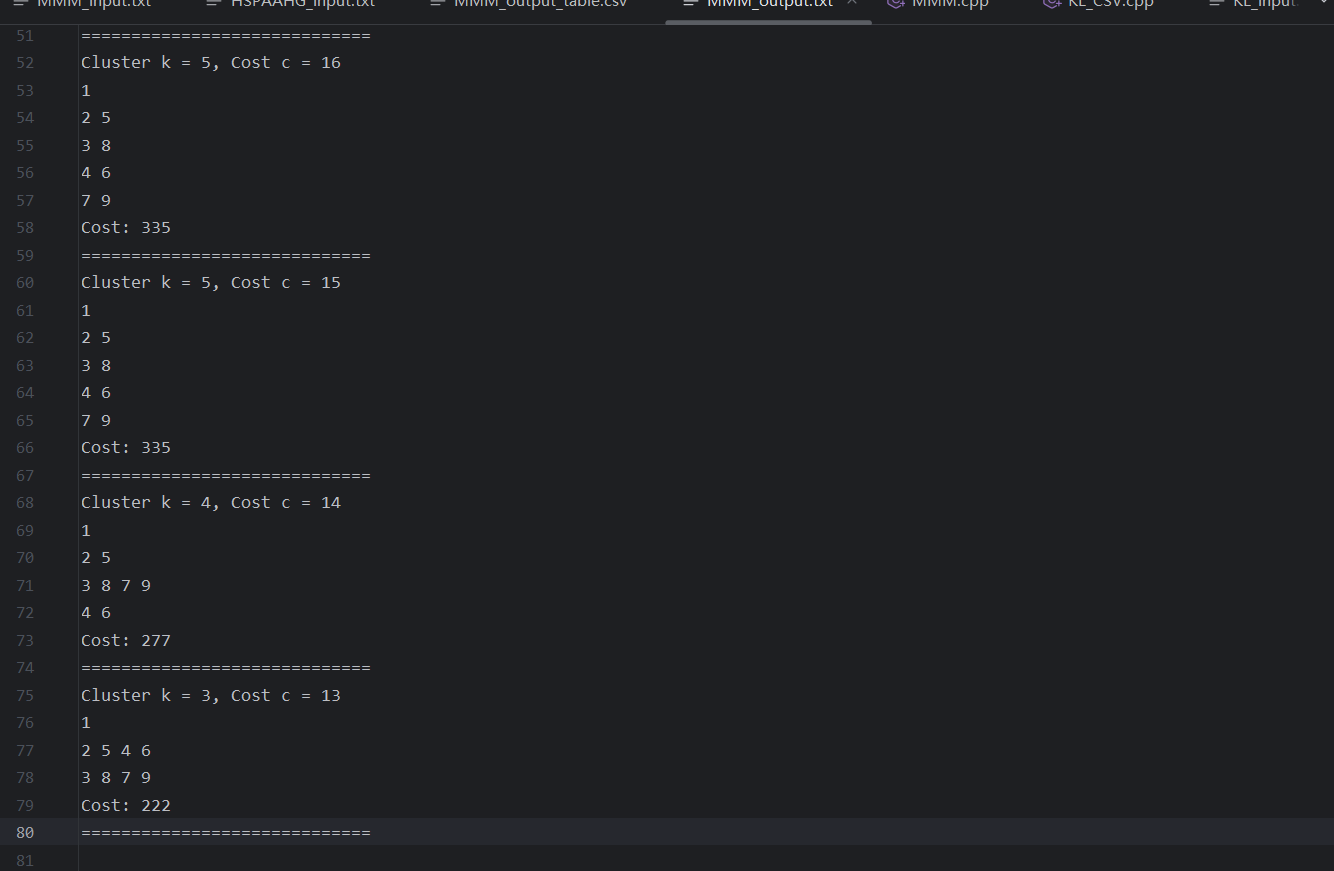 MMM_input.txt HSPAAHG_input.txt MMM_output_table.csv MMM_output.txt MMM.cpp KL_CSV.cpp KL_input
51 =============================
52 Cluster k = 5, Cost c = 16
53 1
54 2 5
55 3 8
56 4 6
57 7 9
58 Cost: 335
59 =============================
60 Cluster k = 5, Cost c = 15
61 1
62 2 5
63 3 8
64 4 6
65 7 9
66 Cost: 335
67 =============================
68 Cluster k = 4, Cost c = 14
69 1
70 2 5
71 3 8 7 9
72 4 6
73 Cost: 277
74 =============================
75 Cluster k = 3, Cost c = 13
76 1
77 2 5 4 6
78 3 8 7 9
79 Cost: 222
80 =============================
81